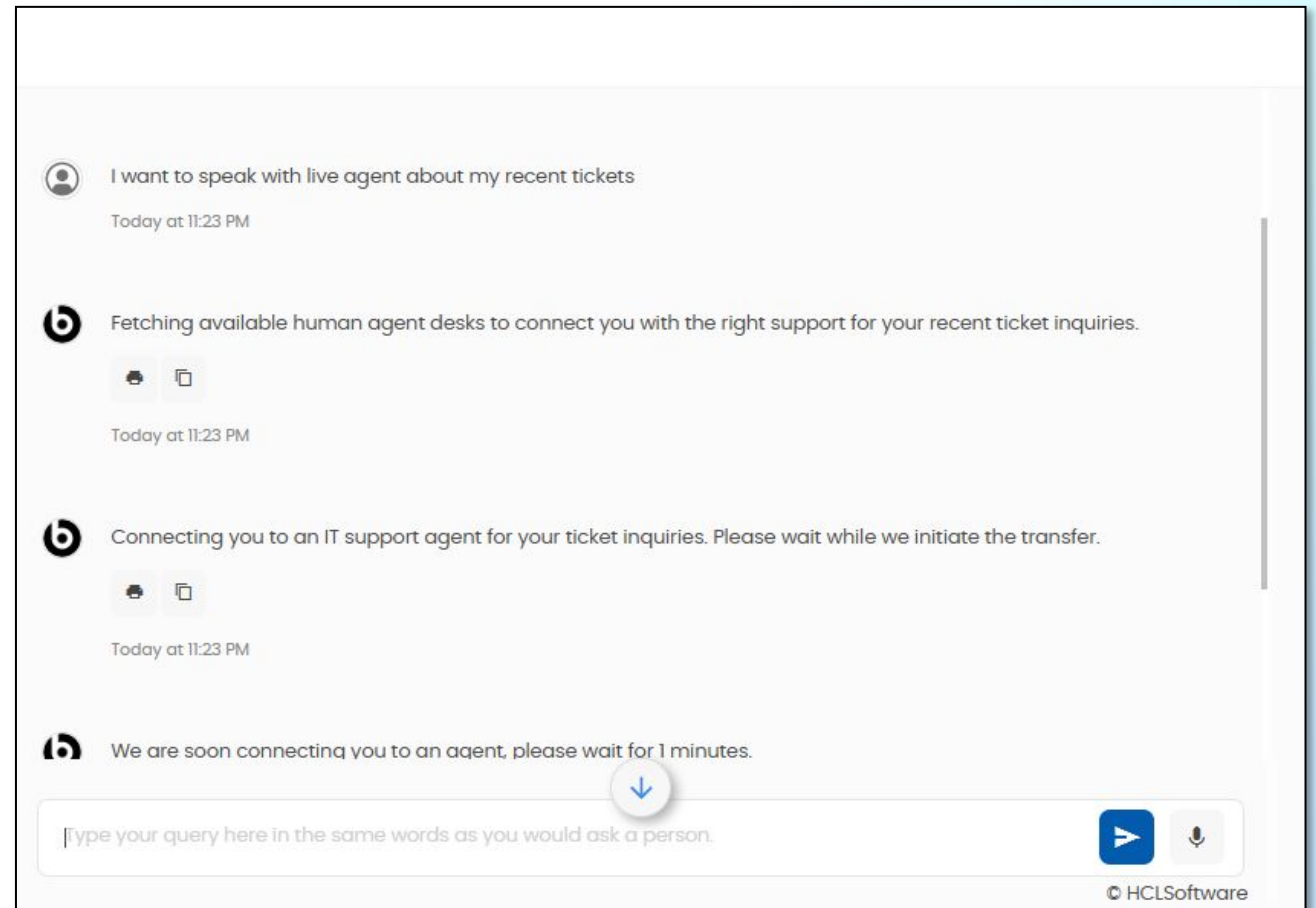 I want to speak with live agent about my recent tickets
Today at 11:23 PM
Fetching available human agent desks to connect you with the right support for your recent ticket inquiries.
Today at 11:23 PM
Connecting you to an IT support agent for your ticket inquiries. Please wait while we initiate the transfer.
Today at 11:23 PM
We are soon connecting you to an agent, please wait for 1 minutes.
Type your query here in the same words as you would ask a person.
© HCLSoftware